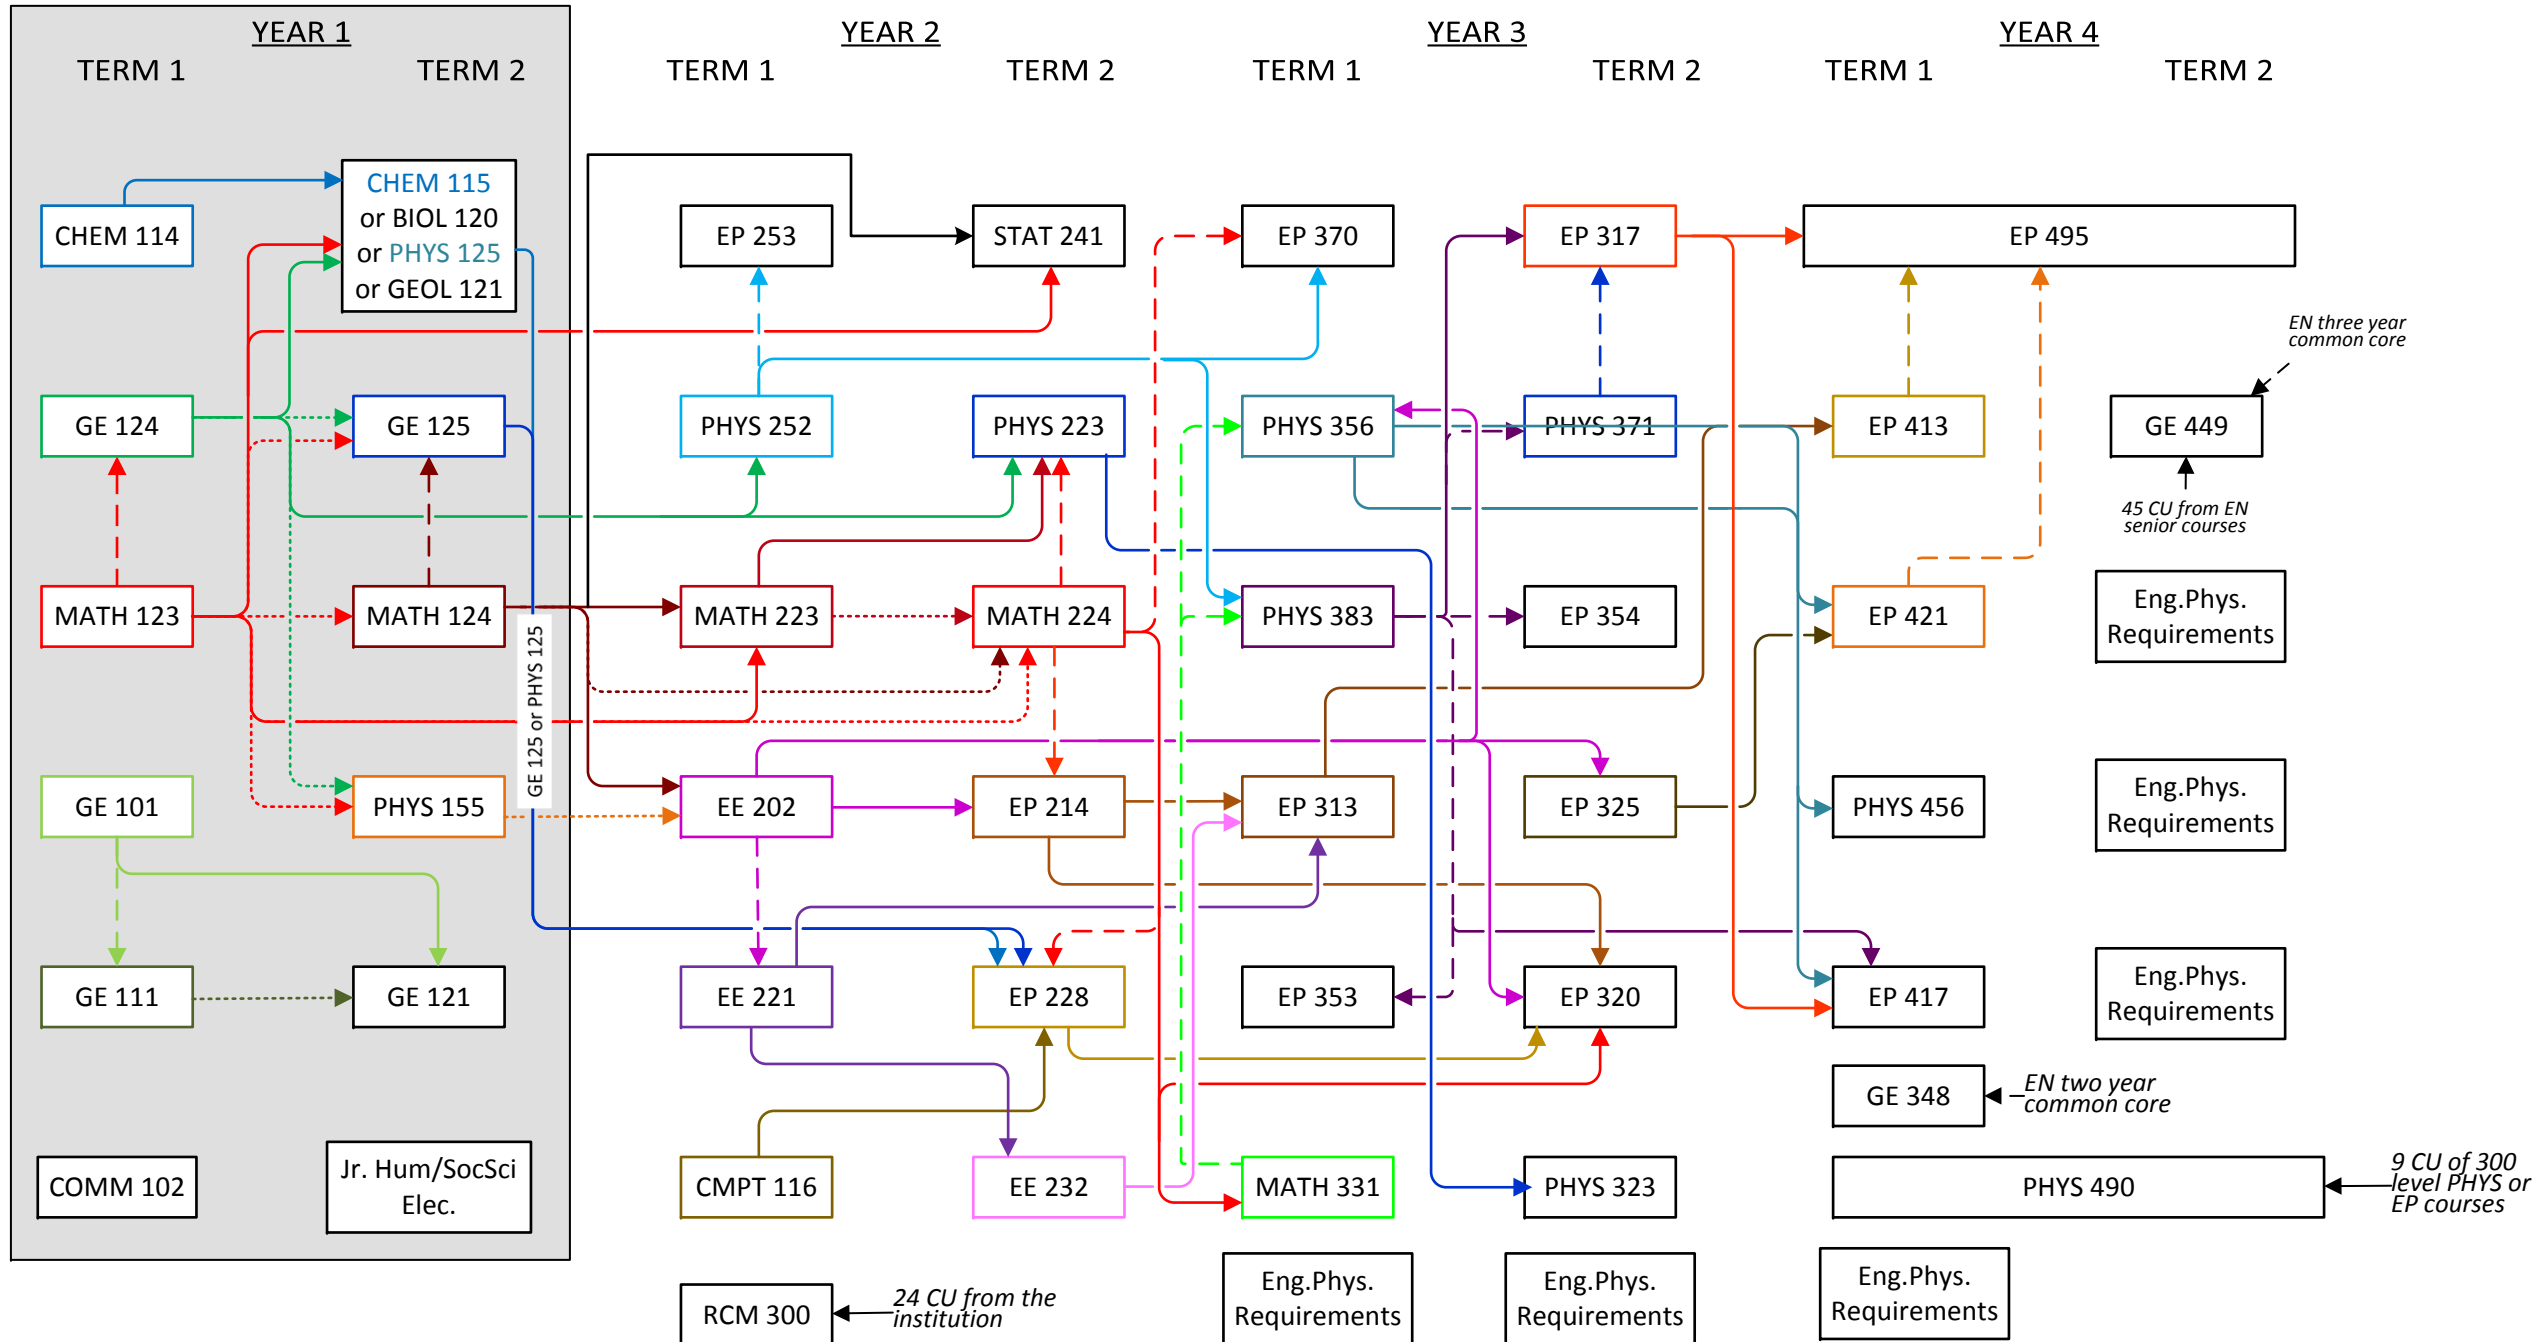 YEAR 1
YEAR 2
YEAR 3
YEAR 4
TERM 1
TERM 2
TERM 1
TERM 2
TERM 1
TERM 2
TERM 1
TERM 2
CHEM 114
CHEM 115
or BIOL 120
or PHYS 125
or GEOL 121
EP 253
STAT 241
EP 370
EP 317
EP 495
EN three year
common core
GE 124
GE 125
PHYS 252
PHYS 223
PHYS 356
PHYS 371
EP 413
GE 449
45 CU from EN
senior courses
MATH 123
MATH 124
MATH 223
MATH 224
PHYS 383
EP 354
EP 421
Eng.Phys.
Requirements
GE 125 or PHYS 125
GE 101
PHYS 155
EE 202
EP 214
EP 313
EP 325
PHYS 456
Eng.Phys.
Requirements
GE 111
GE 121
EE 221
EP 228
EP 353
EP 320
EP 417
Eng.Phys.
Requirements
GE 348
EN two year
common core
COMM 102
Jr. Hum/SocSci
Elec.
CMPT 116
EE 232
MATH 331
PHYS 323
PHYS 490
9 CU of 300
level PHYS or
EP courses
RCM 300
24 CU from the
institution
Eng.Phys.
Requirements
Eng.Phys.
Requirements
Eng.Phys.
Requirements